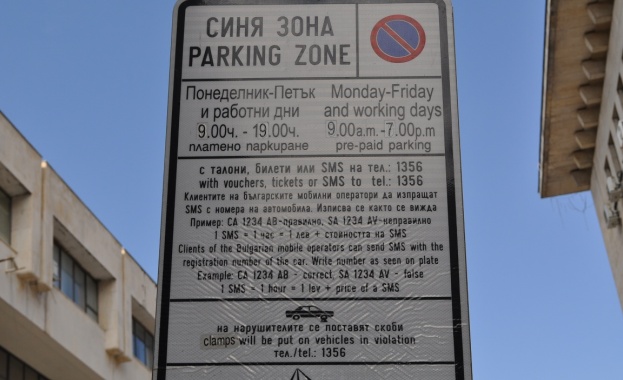 СИНЯ ЗОНА
PARKING ZONE
Понеделник-Петък
и работни дни
9.00ч. - 19.00ч.
платено паркиране
Monday-Friday
and working days
9.00a.m-7.00p.m
pre-paid parking
с талони, билети или SMS на тел.: 1356
with vouchers, tickets or SMS to tel.: 1356
Клиентите на българските мобилни оператори да изпращат
SMS с номера на автомобила. Изписва се както се вижда
Пример: СА 1234 АВ-правилно, SA 1234 AV-неправилно
1 SMS = 1 час = 1 лев + стойността на SMS
Clients of the Bulgarian mobile operators can send SMS with the
registration number of the car. Write number as seen on plate
Example: CA 1234 AB - correct, SA 1234 AV - false
1 SMS = 1 hour = 1 lev + price of a SMS
на нарушителите се поставят скоби
clamps will be put on vehicles in violation
тел./tel.: 1356